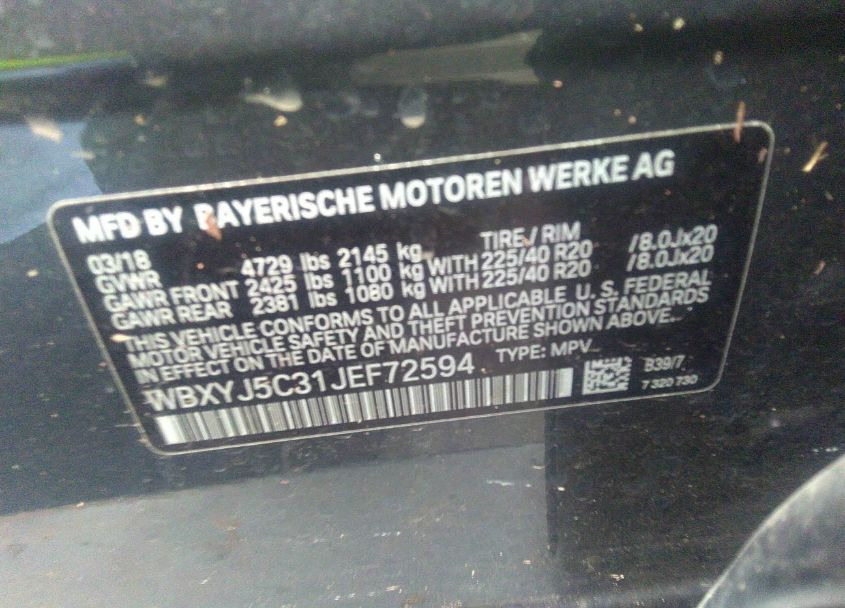 MFD BY BAYERISCHE MOTOREN WERKE AG
03/18 TIRE / RIM
GVWR 4729 lbs 2145 kg
GAWR FRONT 2425 lbs 1100 kg WITH 225/40 R20 /8.0Jx20
GAWR REAR 2381 lbs 1080 kg WITH 225/40 R20 /8.0Jx20
THIS VEHICLE CONFORMS TO ALL APPLICABLE U. S. FEDERAL
MOTOR VEHICLE SAFETY AND THEFT PREVENTION STANDARDS
IN EFFECT ON THE DATE OF MANUFACTURE SHOWN ABOVE.
WBXYJ5C31JEF72594 TYPE: MPV
B39/7
7 320 730